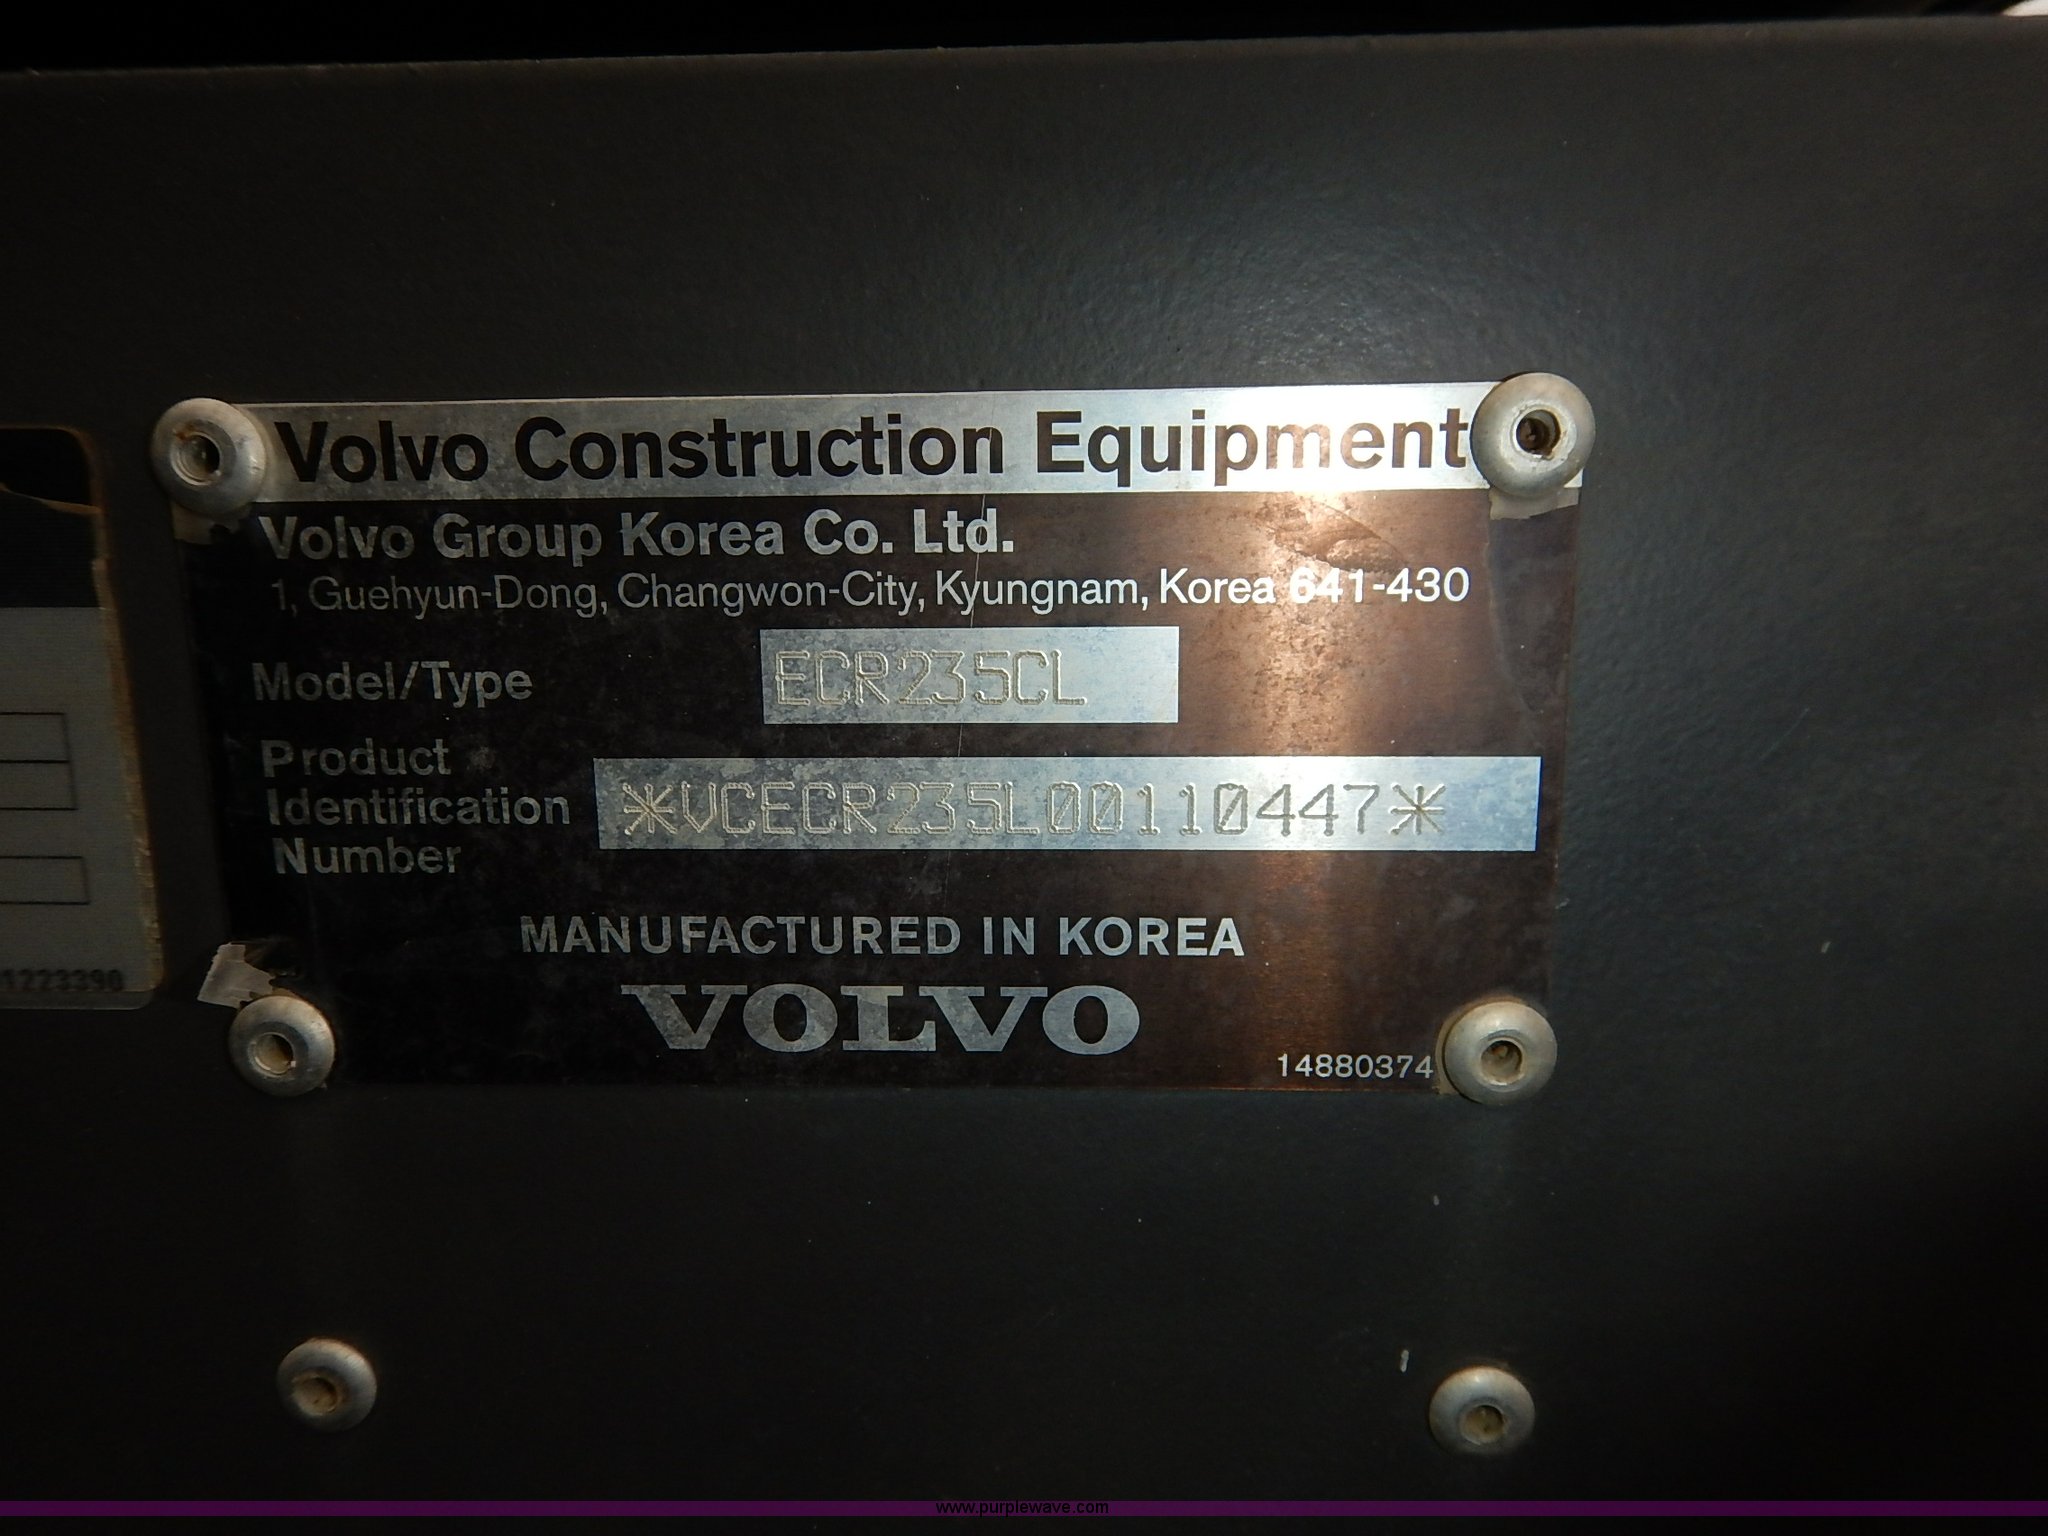 Volvo Construction Equipment
Volvo Group Korea Co. Ltd.
1, Guehyun-Dong, Changwon-City, Kyungnam, Korea 641-430
Model/Type ECR235CL
Product
Identification
Number
*VCECR235L00110447*
MANUFACTURED IN KOREA
VOLVO
14880374
1223390
www.purplewave.com